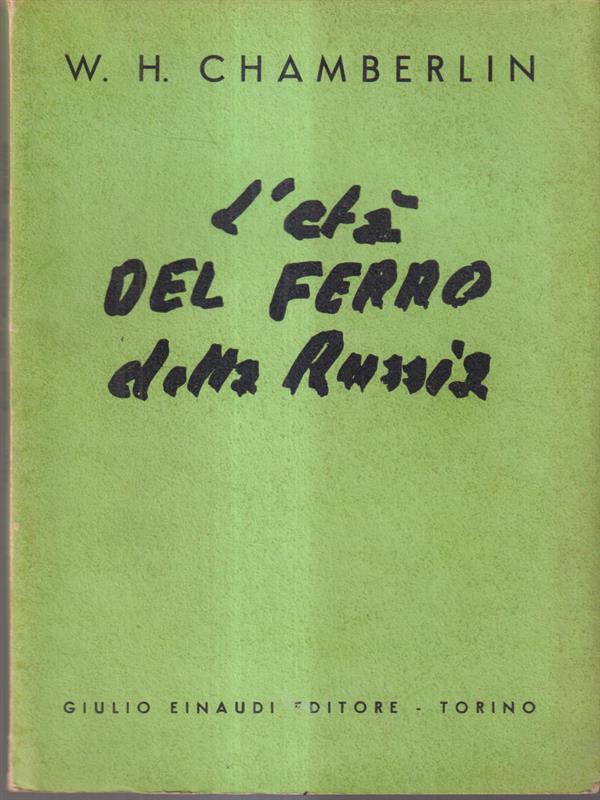 W. H. CHAMBERLIN
l'età
DEL FERRO
della Russia
GIULIO EINAUDI EDITORE - TORINO